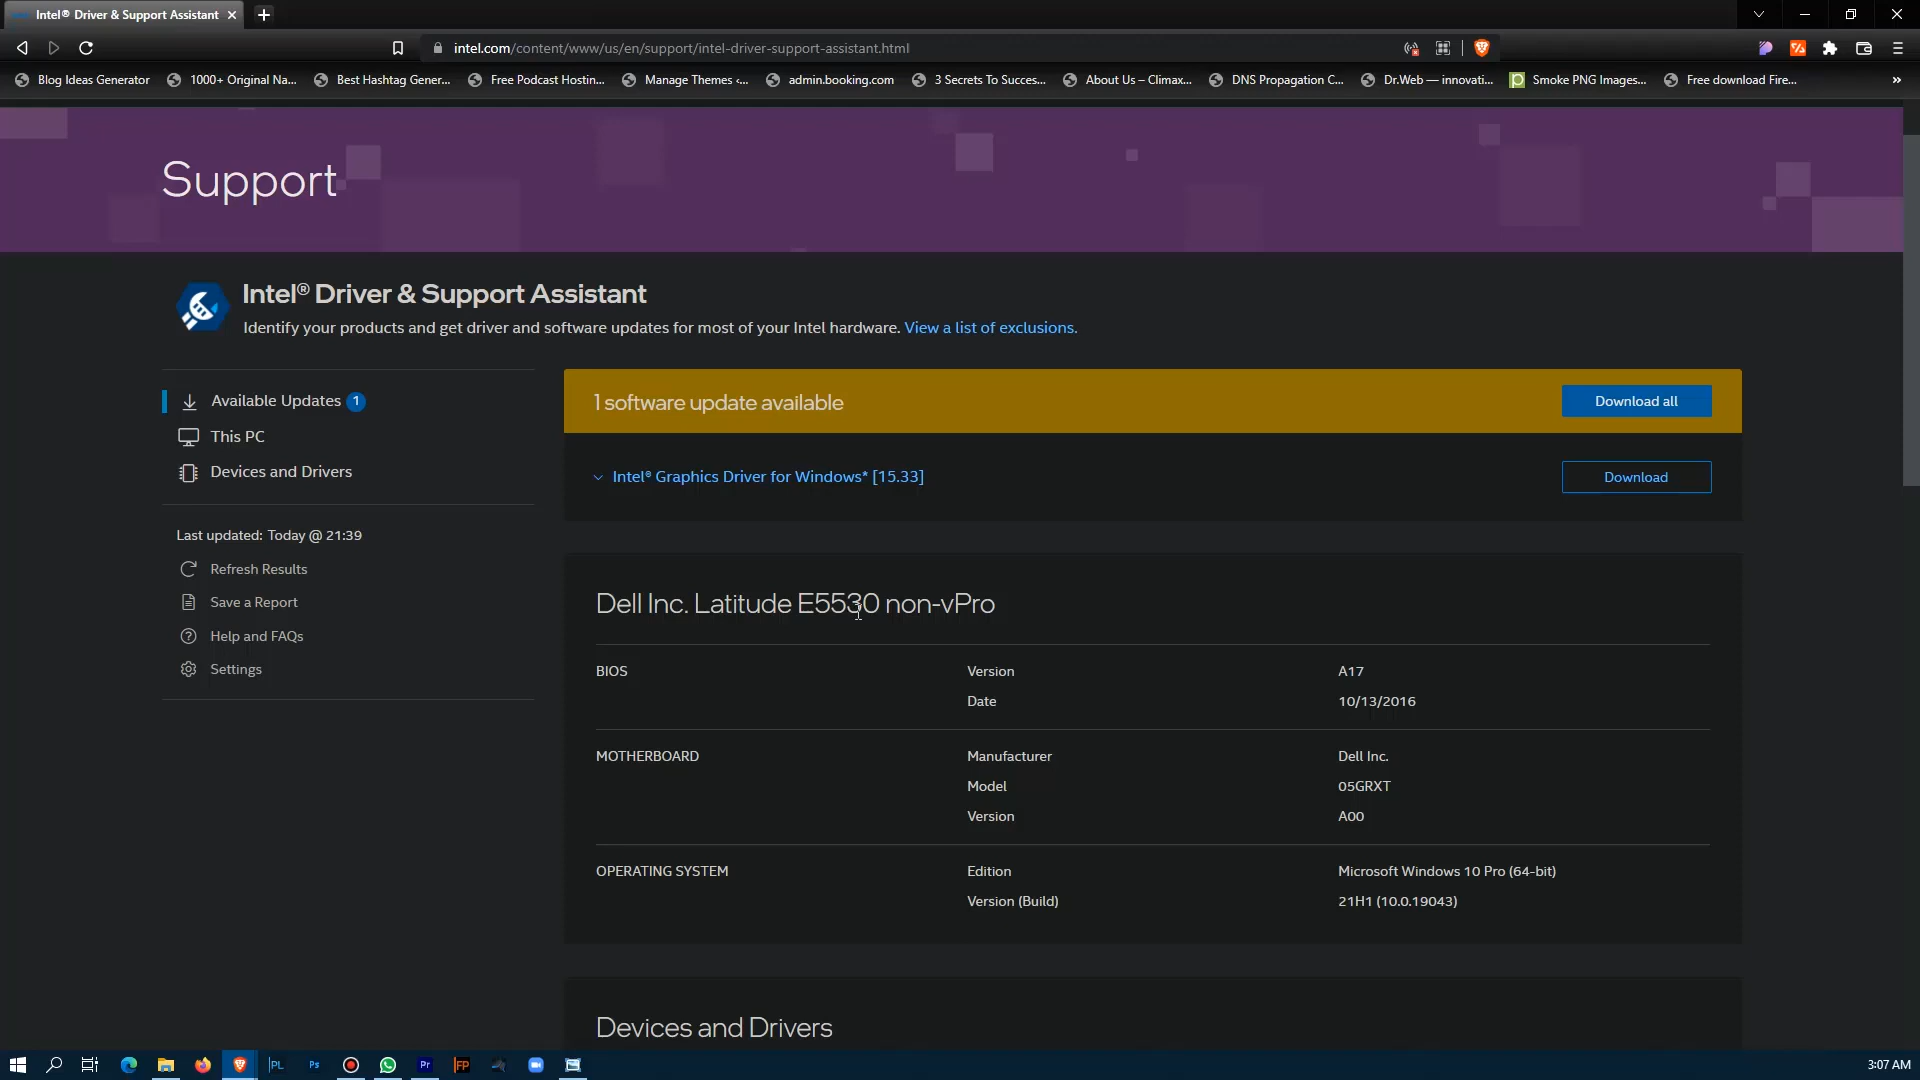 Intel® Driver & Support Assistant
intel.com/content/www/us/en/support/intel-driver-support-assistant.html
Blog Ideas Generator
1000+ Original Na...
Best Hashtag Gener...
Free Podcast Hostin...
Manage Themes ‹...
admin.booking.com
3 Secrets To Succes...
About Us – Climax...
DNS Propagation C...
Dr.Web — innovati...
Smoke PNG Images...
Free download Fire...
Support
Intel® Driver & Support Assistant
Identify your products and get driver and software updates for most of your Intel hardware. View a list of exclusions.
Available Updates 1
This PC
Devices and Drivers
Last updated: Today @ 21:39
Refresh Results
Save a Report
Help and FAQs
Settings
1 software update available
Download all
Intel® Graphics Driver for Windows* [15.33]
Download
Dell Inc. Latitude E5530 non-vPro
BIOS Version A17
Date 10/13/2016
MOTHERBOARD Manufacturer Dell Inc.
Model 05GRXT
Version A00
OPERATING SYSTEM Edition Microsoft Windows 10 Pro (64-bit)
Version (Build) 21H1 (10.0.19043)
Devices and Drivers
PL Ps Pr FP
3:07 AM